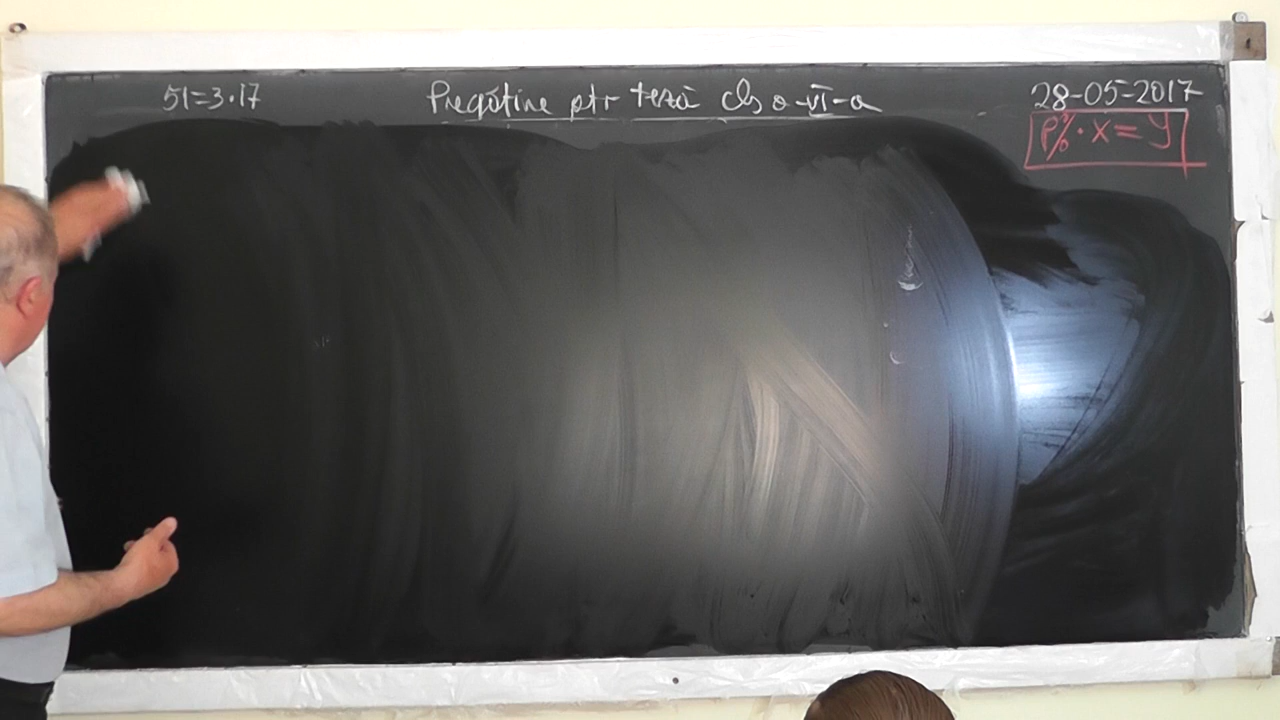 51=3·17
Pregătire ptr teză cls a-VI-a
28-05-2017
P% · X = Y